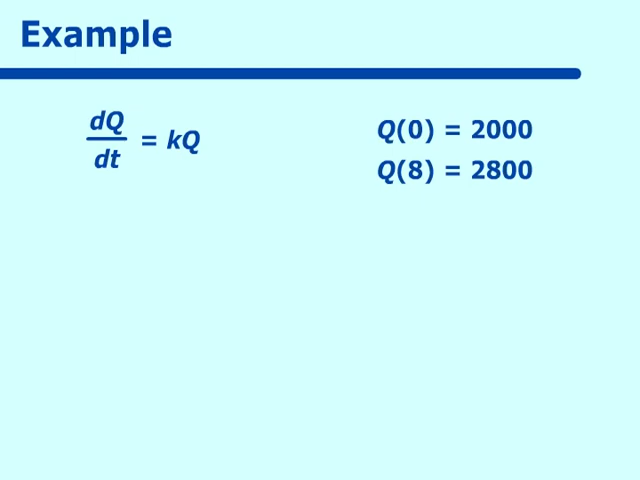 Example
dQ/dt = kQ
Q(0) = 2000
Q(8) = 2800